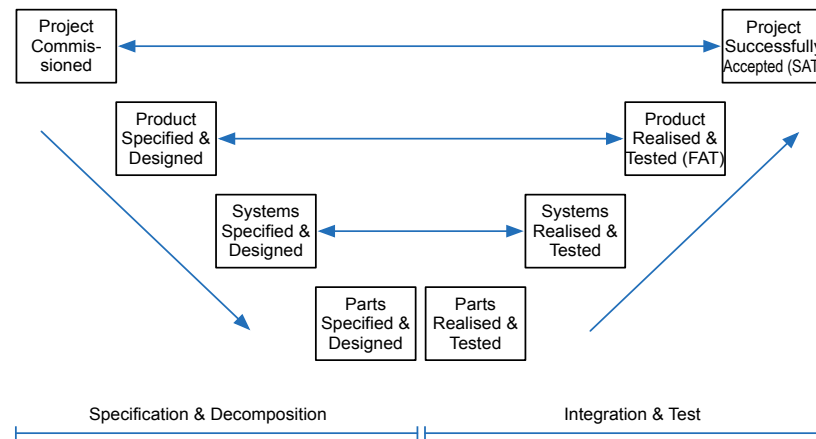 Project
Commis-
sioned
Project
Successfully
Accepted (SAT
Product
Specified &
Designed
Product
Realised &
Tested (FAT)
Systems
Specified &
Designed
Systems
Realised &
Tested
Parts
Specified &
Designed
Parts
Realised &
Tested
Specification & Decomposition
Integration & Test